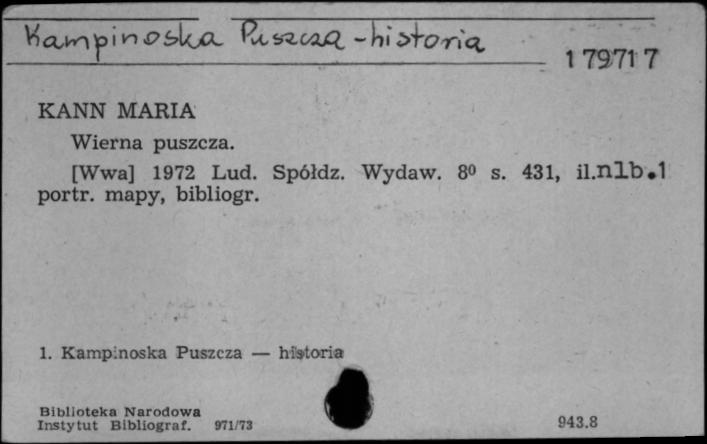 Kampinoska Puszcza - historia
179717
KANN MARIA
Wierna puszcza.
[Wwa] 1972 Lud. Spółdz. Wydaw. 8⁰ s. 431, il.nlb.1
portr. mapy, bibliogr.
1. Kampinoska Puszcza — historia
Biblioteka Narodowa
Instytut Bibliograf. 971/73
943.8